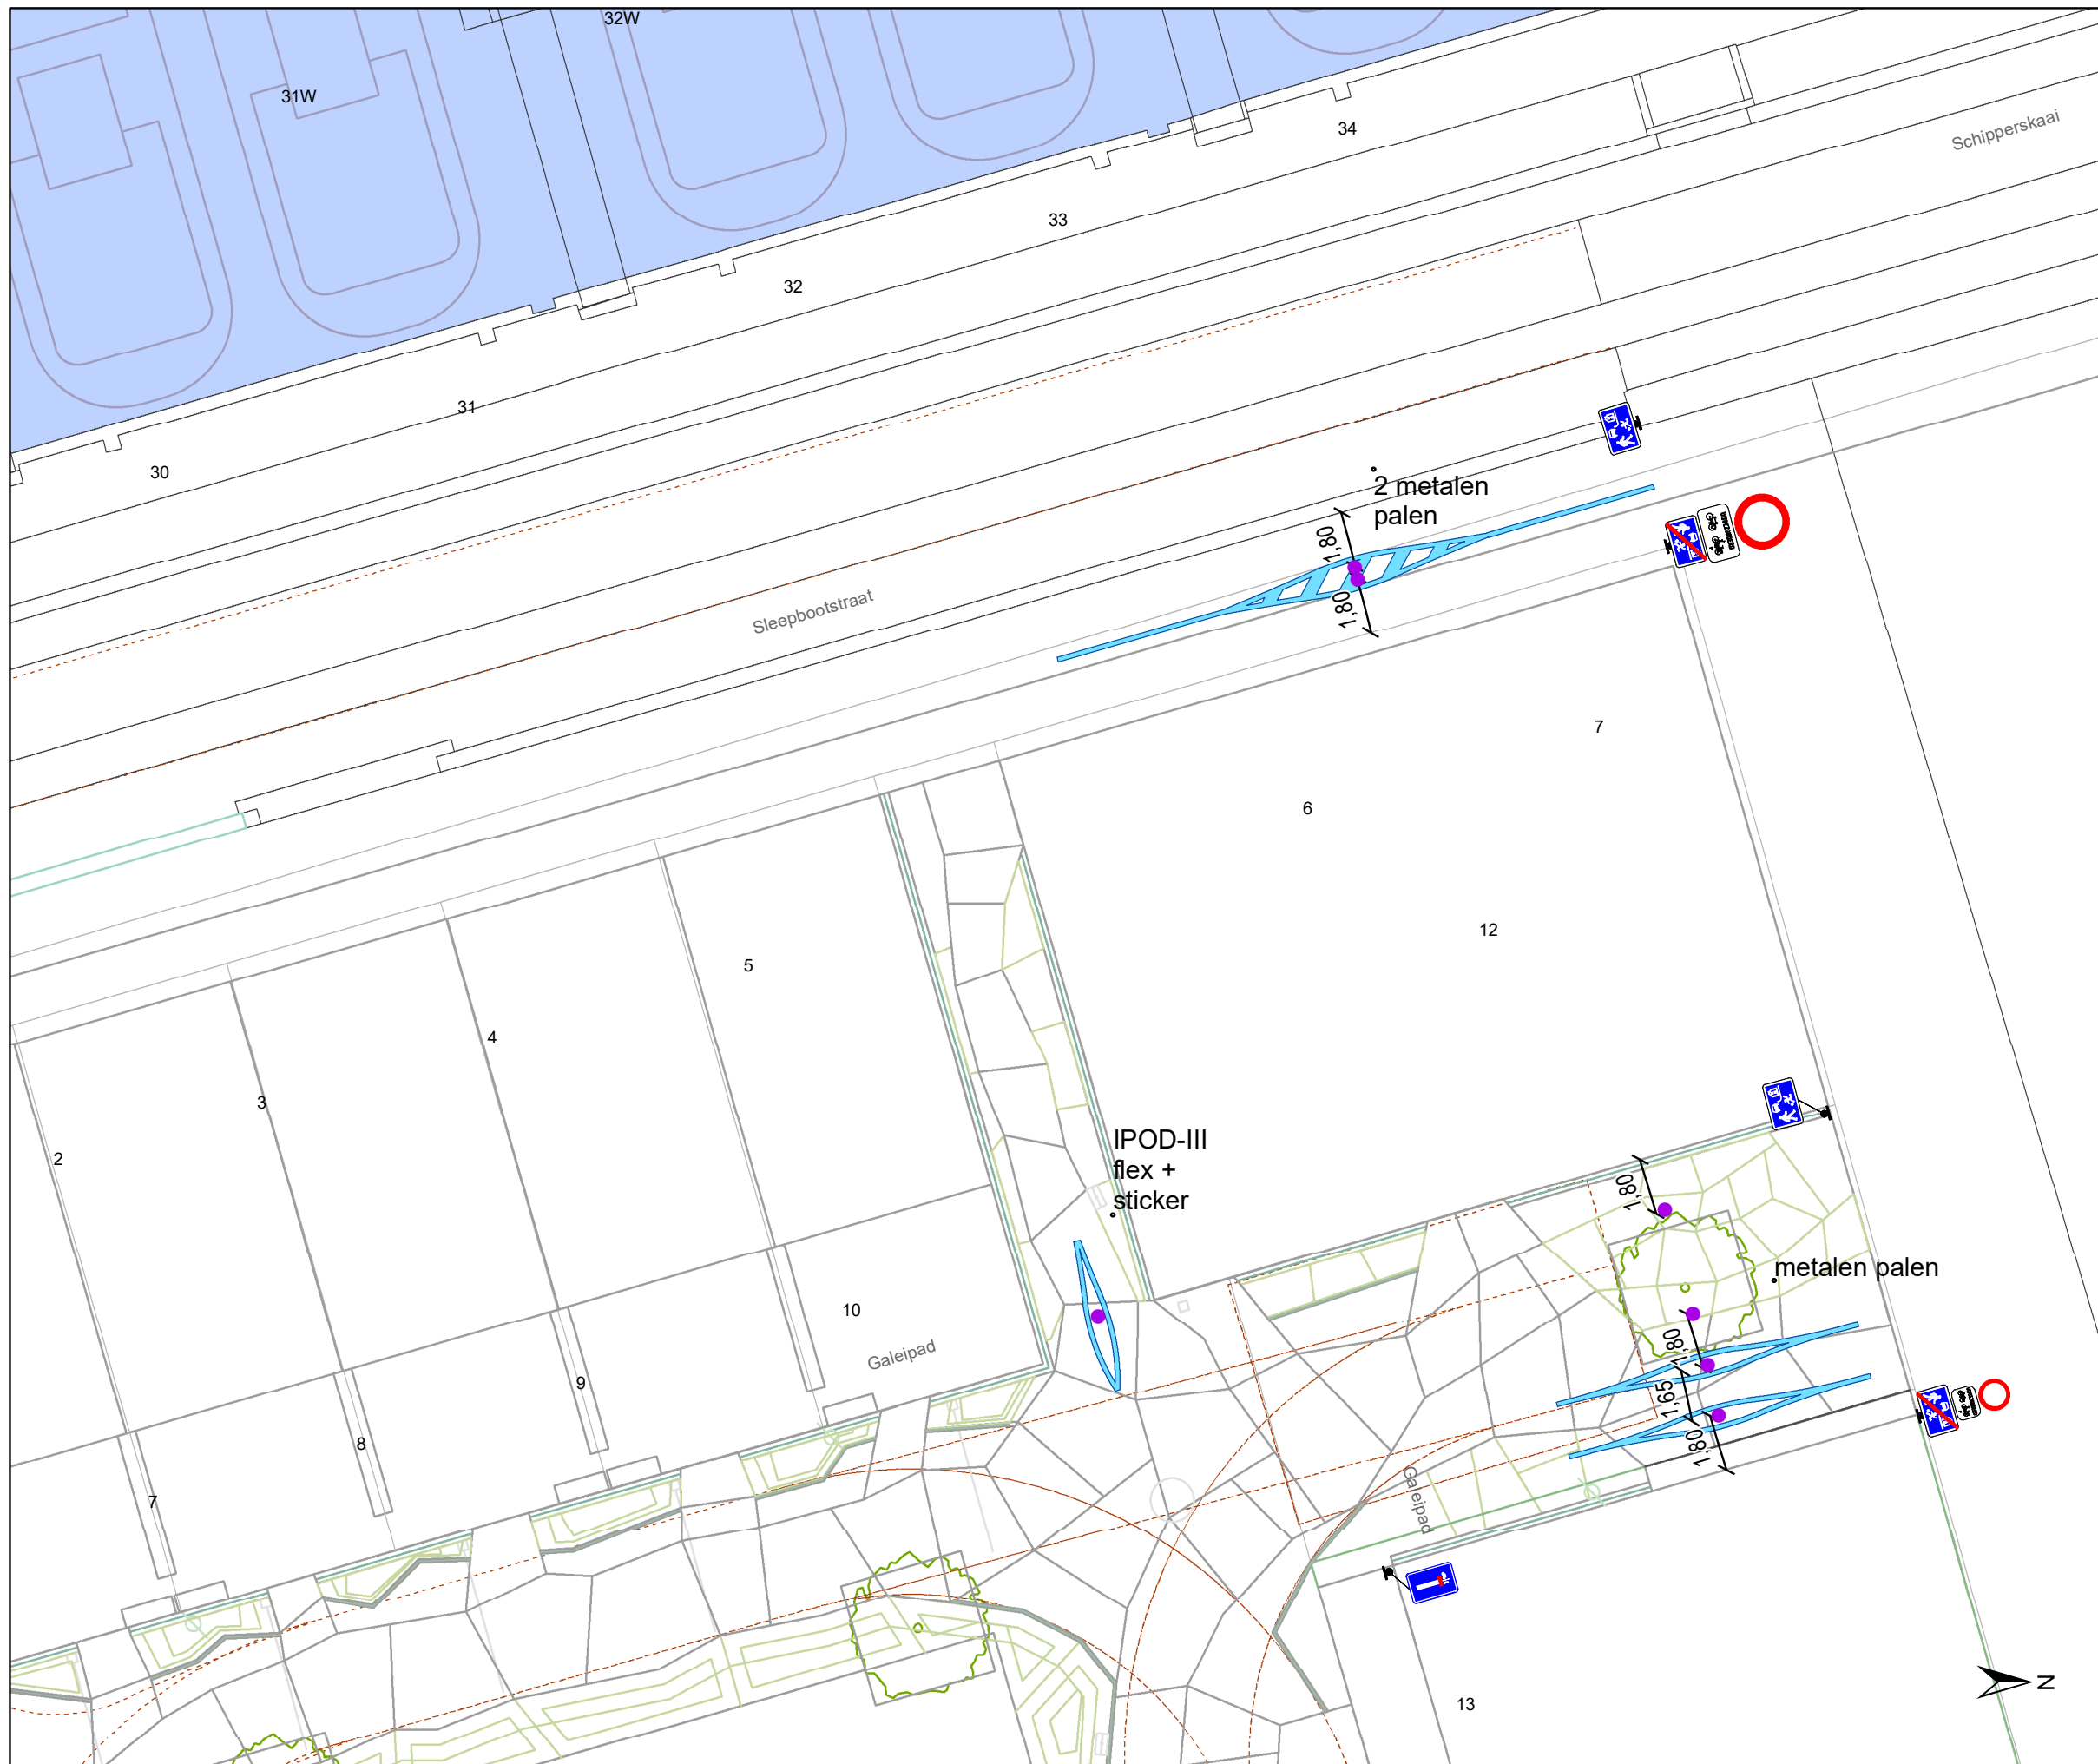 32W
31W
34
Schipperskaai
33
32
31
30
2 metalen
palen
1,80
1,80
Sleepbootstraat
7
6
12
5
4
3
2
IPOD-III
flex +
sticker
1,80
metalen palen
10
Galeipad
1,80
1,65
1,80
9
8
7
Galeipad
13
N